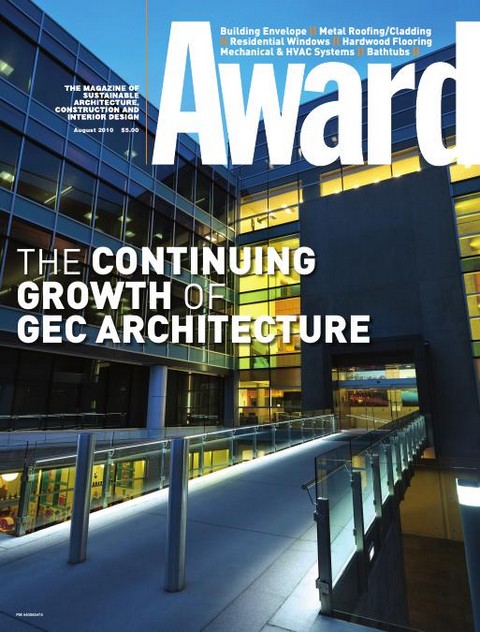 Building Envelope || Metal Roofing/Cladding
|| Residential Windows || Hardwood Flooring
Mechanical & HVAC Systems || Bathtubs ||
Award
THE MAGAZINE OF
SUSTAINABLE
ARCHITECTURE,
CONSTRUCTION AND
INTERIOR DESIGN
August 2010 $5.00
THE CONTINUING
GROWTH OF
GEC ARCHITECTURE